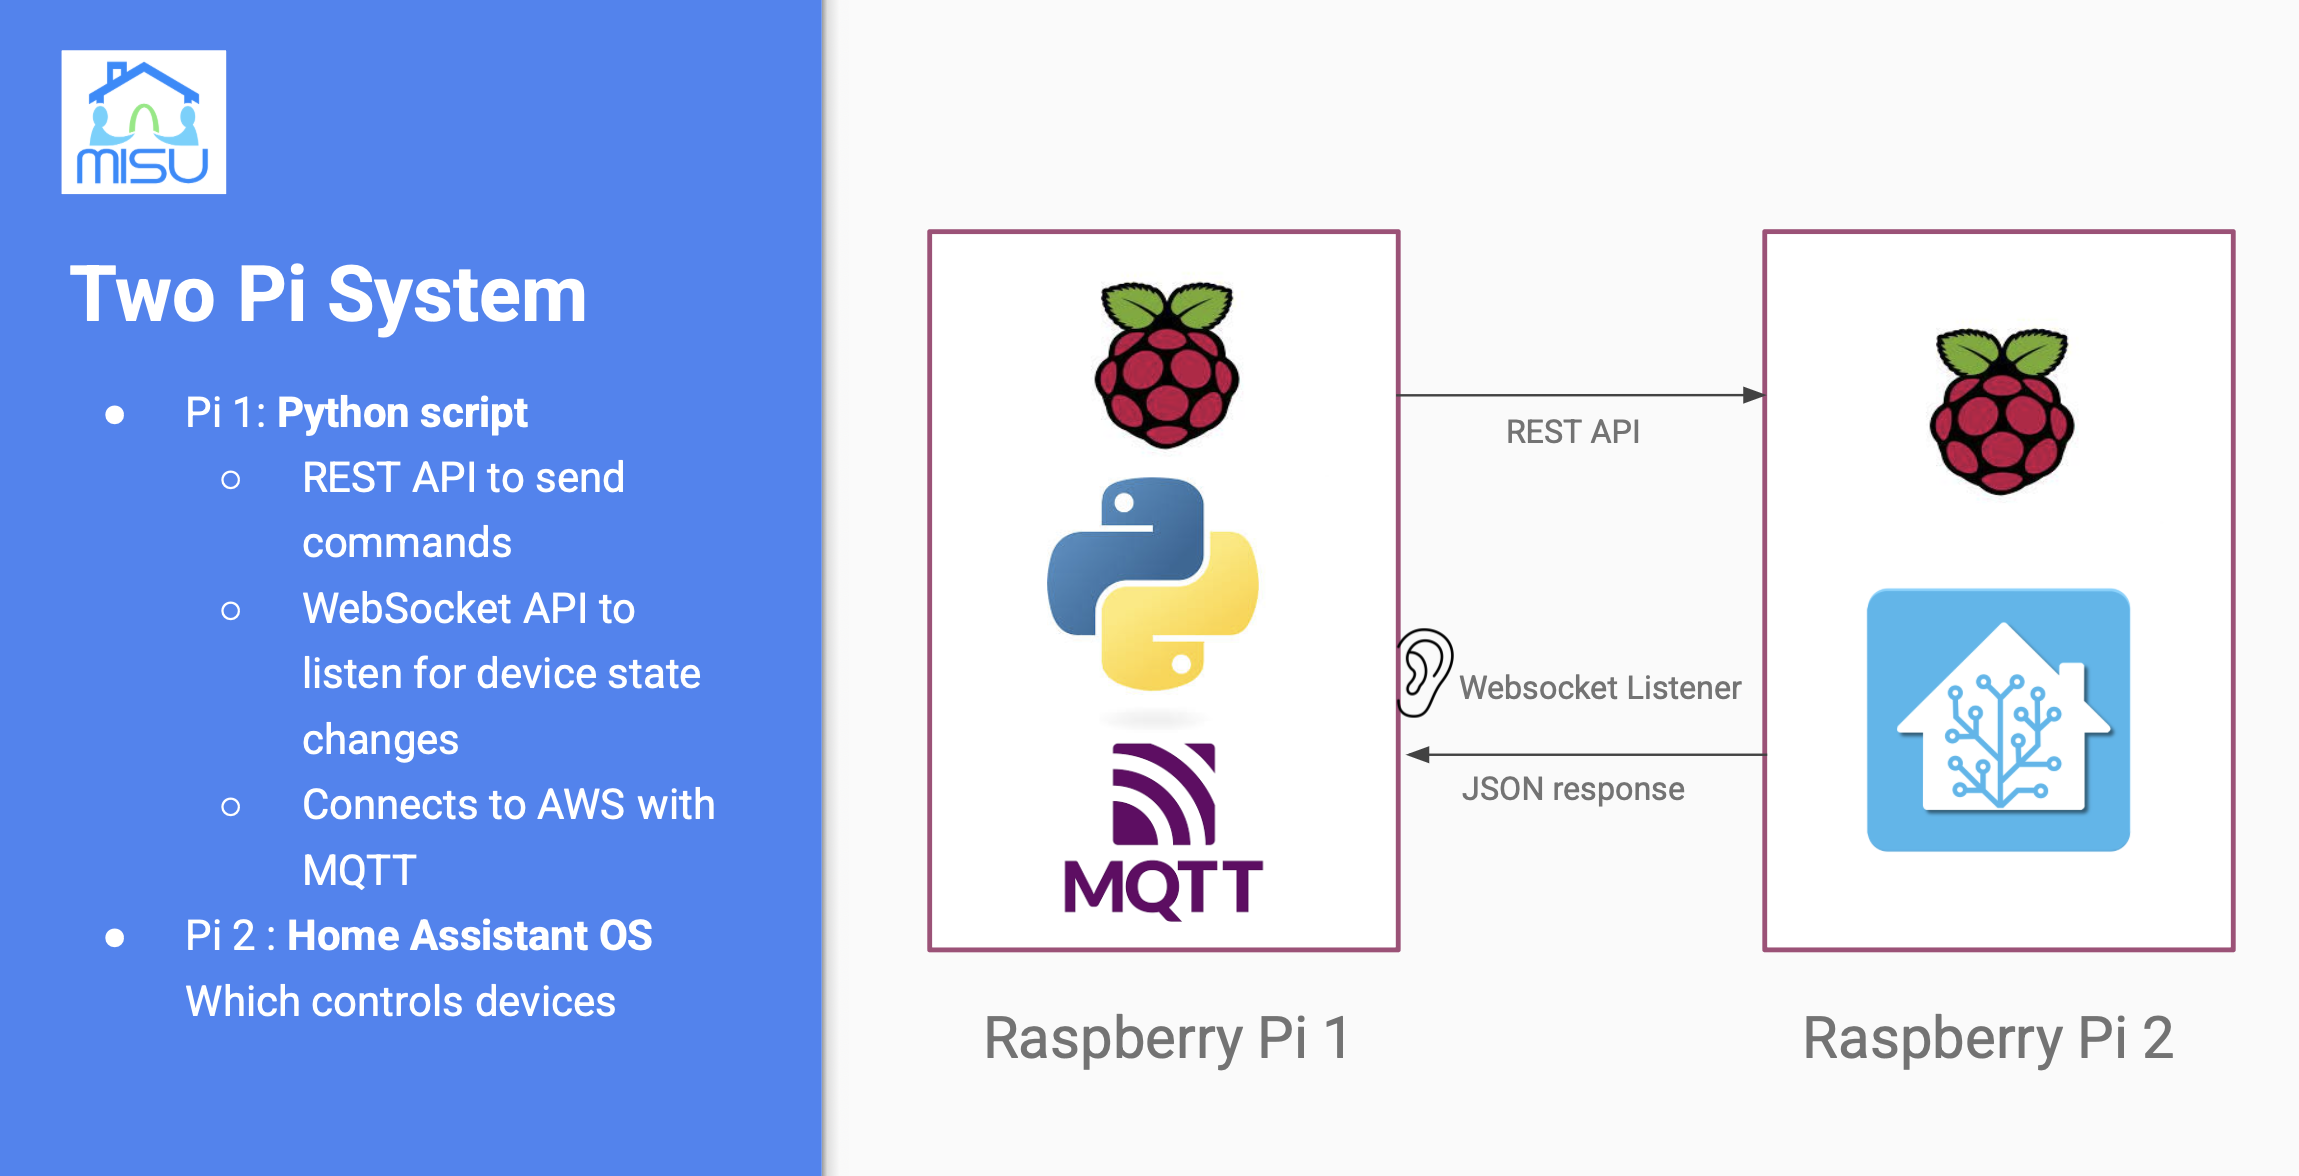 MISU
Two Pi System
● Pi 1: Python script
○ REST API to send
commands
○ WebSocket API to
listen for device state
changes
○ Connects to AWS with
MQTT
● Pi 2 : Home Assistant OS
Which controls devices
REST API
Websocket Listener
JSON response
MQTT
Raspberry Pi 1
Raspberry Pi 2